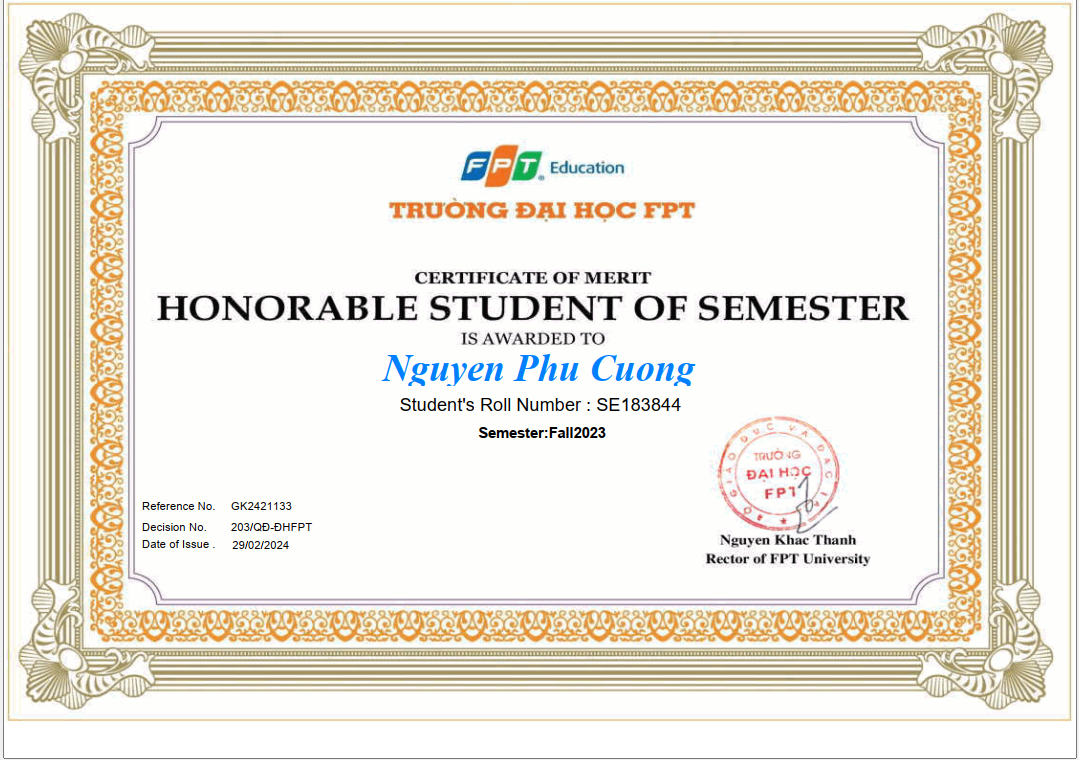 FPT Education
TRƯỜNG ĐẠI HỌC FPT
CERTIFICATE OF MERIT
HONORABLE STUDENT OF SEMESTER
IS AWARDED TO
Nguyen Phu Cuong
Student's Roll Number : SE183844
Semester:Fall2023
BỘ GIÁO DỤC VÀ ĐÀO TẠO
TRƯỜNG
ĐẠI HỌC
FPT
Reference No. GK2421133
Decision No. 203/QĐ-ĐHFPT
Date of Issue . 29/02/2024
Nguyen Khac Thanh
Rector of FPT University